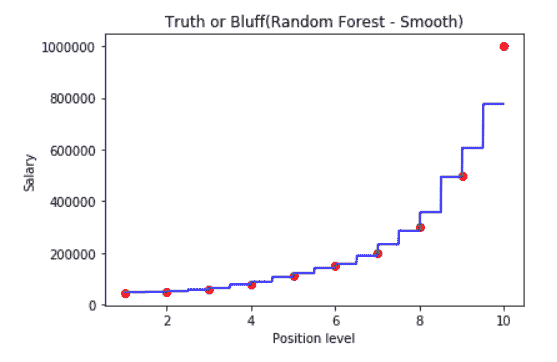 Truth or Bluff(Random Forest - Smooth)
1000000
800000
600000
400000
200000
0
Salary
2 4 6 8 10
Position level